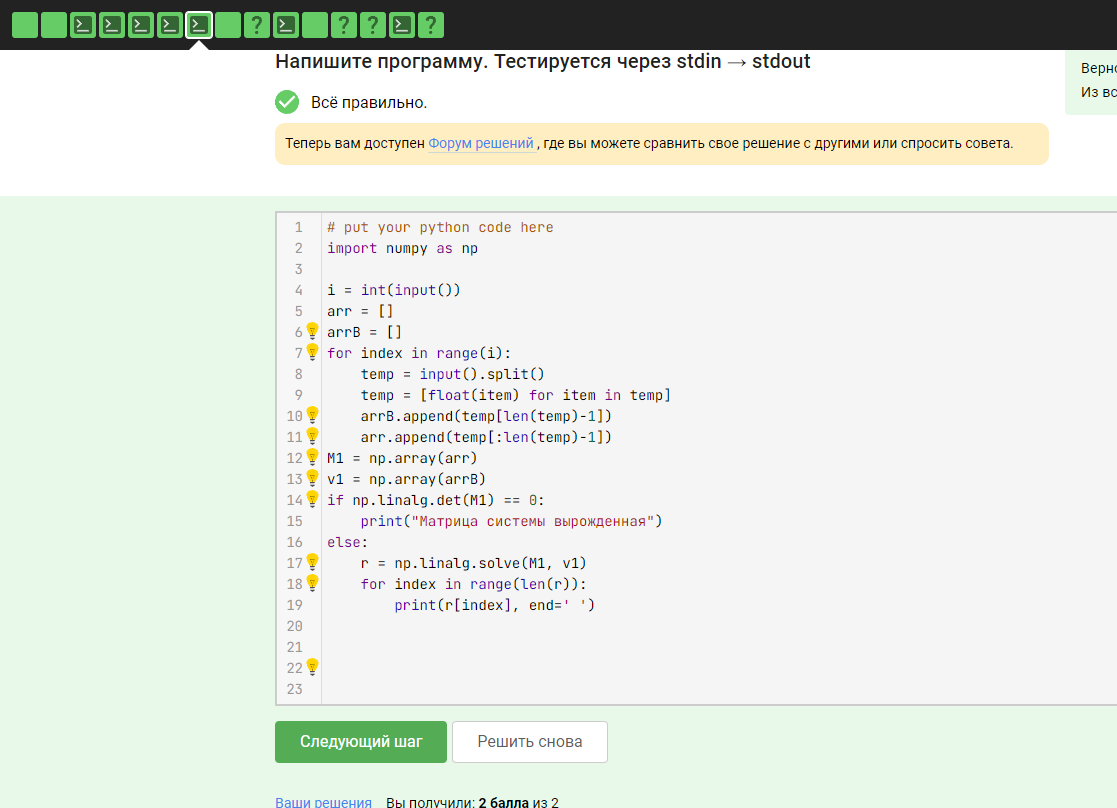 Напишите программу. Тестируется через stdin → stdout
Верно
Из вс
Всё правильно.
Теперь вам доступен Форум решений , где вы можете сравнить свое решение с другими или спросить совета.
1 # put your python code here
2 import numpy as np
3
4 i = int(input())
5 arr = []
6 arrB = []
7 for index in range(i):
8     temp = input().split()
9     temp = [float(item) for item in temp]
10     arrB.append(temp[len(temp)-1])
11     arr.append(temp[:len(temp)-1])
12 M1 = np.array(arr)
13 v1 = np.array(arrB)
14 if np.linalg.det(M1) == 0:
15     print("Матрица системы вырожденная")
16 else:
17     r = np.linalg.solve(M1, v1)
18     for index in range(len(r)):
19         print(r[index], end=' ')
20
21
22
23
Следующий шаг
Решить снова
Ваши решения Вы получили: 2 балла из 2